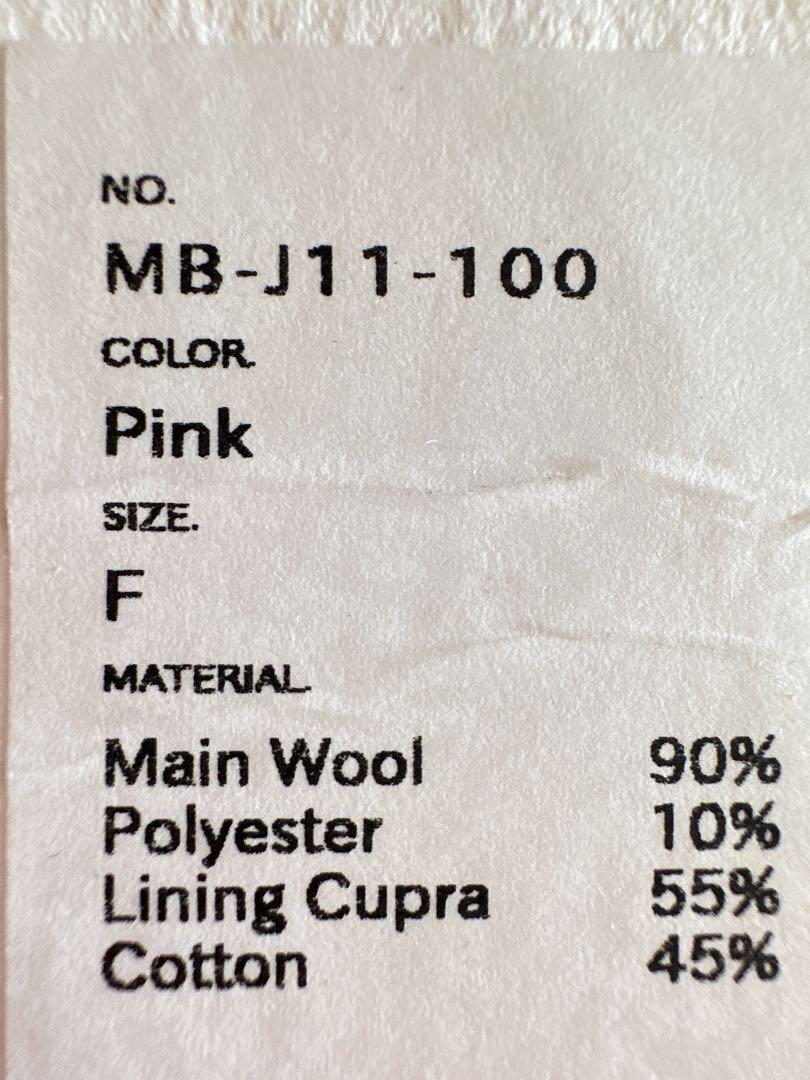 NO.
MB-J11-100
COLOR.
Pink
SIZE.
F
MATERIAL.
Main Wool 90%
Polyester 10%
Lining Cupra 55%
Cotton 45%